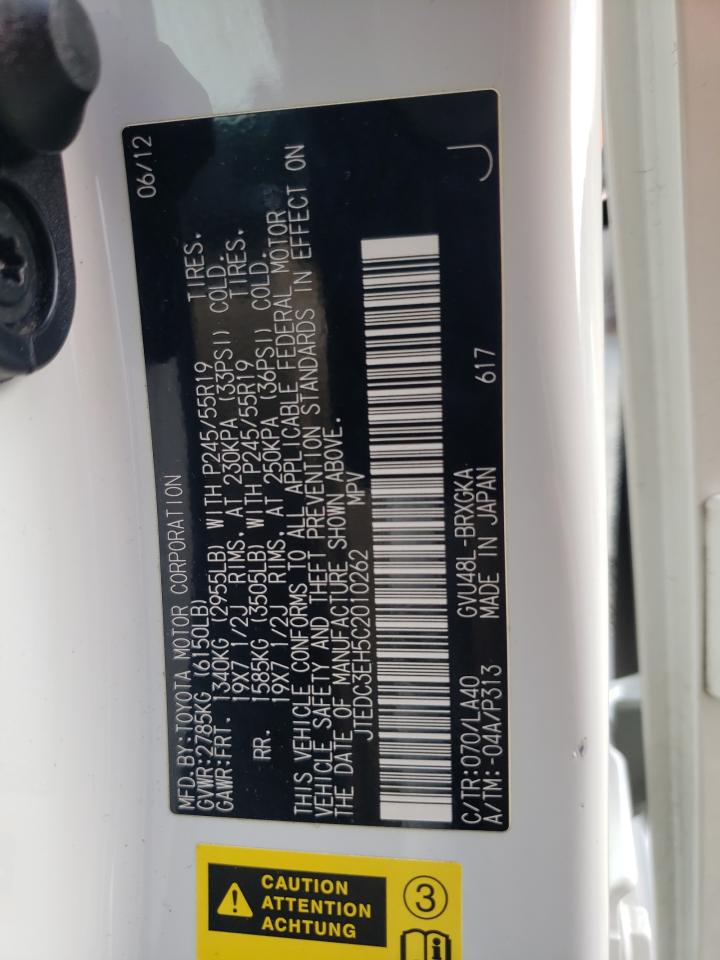 MFD.BY:TOYOTA MOTOR CORPORATION 06/12
GVWR:2785KG (6150LB)
GAWR:FRT. 1340KG (2955LB) WITH P245/55R19 TIRES.
19X7 1/2J RIMS. AT 230KPA (33PSI) COLD.
RR. 1585KG (3505LB) WITH P245/55R19 TIRES.
19X7 1/2J RIMS. AT 250KPA (36PSI) COLD.
THIS VEHICLE CONFORMS TO ALL APPLICABLE FEDERAL MOTOR
VEHICLE SAFETY AND THEFT PREVENTION STANDARDS IN EFFECT ON
THE DATE OF MANUFACTURE SHOWN ABOVE.
JTEDC3EH5C2010262 MPV
C/TR:070/LA40 GVU48L-BRXGKA 617
A/TM:-04A/P313 MADE IN JAPAN J
CAUTION
ATTENTION
ACHTUNG
3